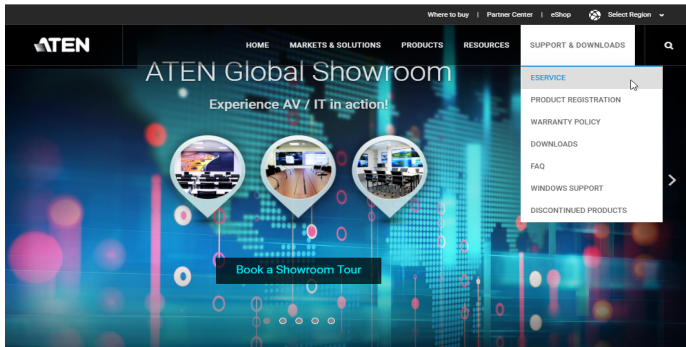 Where to buy | Partner Center | eShop Select Region
ATEN HOME MARKETS & SOLUTIONS PRODUCTS RESOURCES SUPPORT & DOWNLOADS
ATEN Global Showroom
Experience AV / IT in action!
Book a Showroom Tour
ESERVICE
PRODUCT REGISTRATION
WARRANTY POLICY
DOWNLOADS
FAQ
WINDOWS SUPPORT
DISCONTINUED PRODUCTS